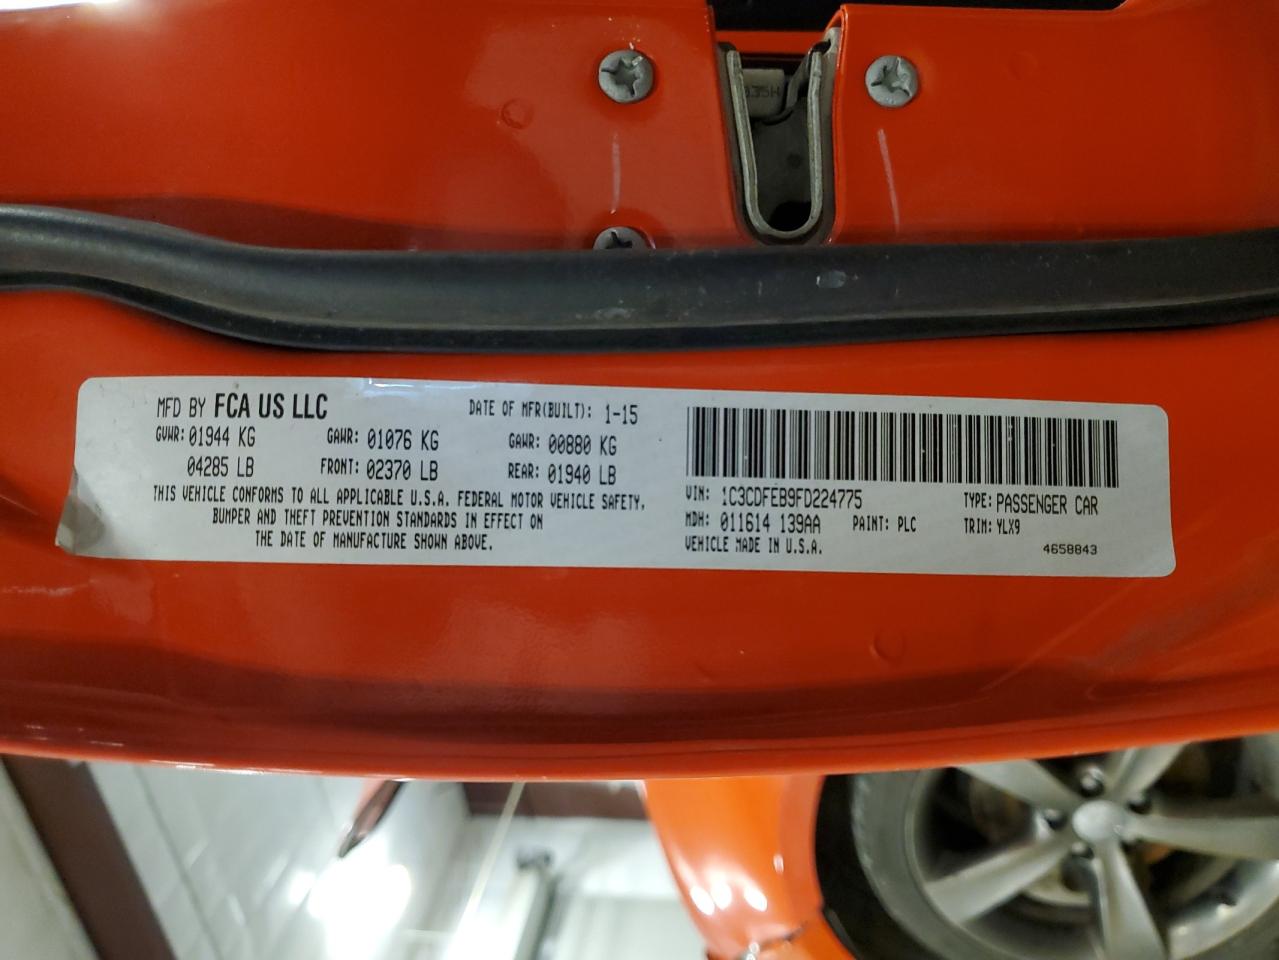 035H
MFD BY FCA US LLC DATE OF MFR(BUILT): 1-15
GVWR: 01944 KG GAWR: 01076 KG GAWR: 00880 KG
04285 LB FRONT: 02370 LB REAR: 01940 LB
THIS VEHICLE CONFORMS TO ALL APPLICABLE U.S.A. FEDERAL MOTOR VEHICLE SAFETY,
BUMPER AND THEFT PREVENTION STANDARDS IN EFFECT ON
THE DATE OF MANUFACTURE SHOWN ABOVE.
VIN: 1C3CDFEB9FD224775 TYPE: PASSENGER CAR
MDH: 011614 139AA PAINT: PLC TRIM: YLX9
VEHICLE MADE IN U.S.A. 4658843